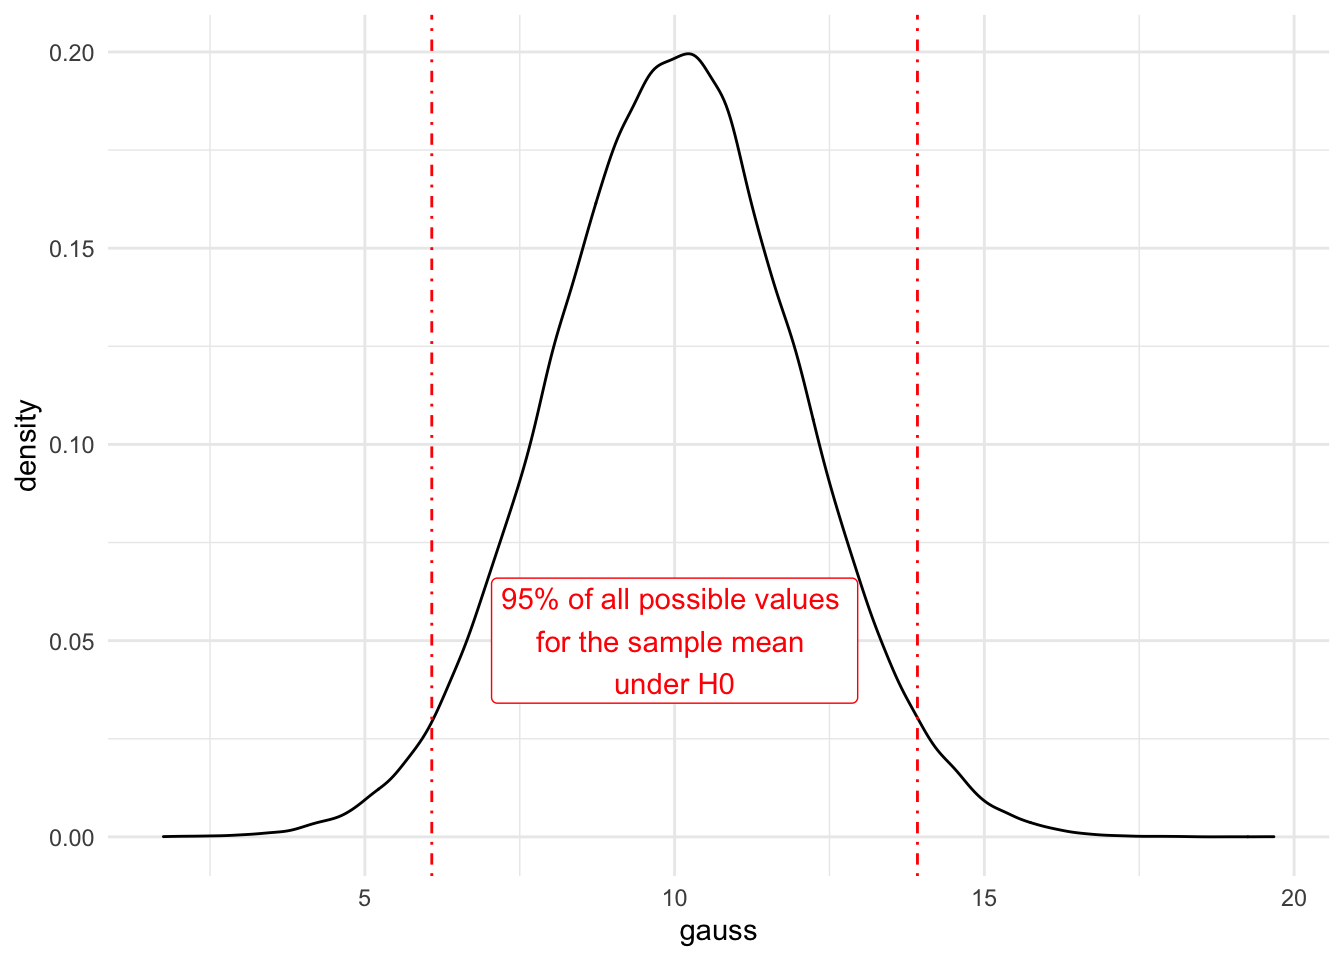 0.20
0.15
0.10
0.05
0.00
density
95% of all possible values
for the sample mean
under H0
5
10
15
20
gauss